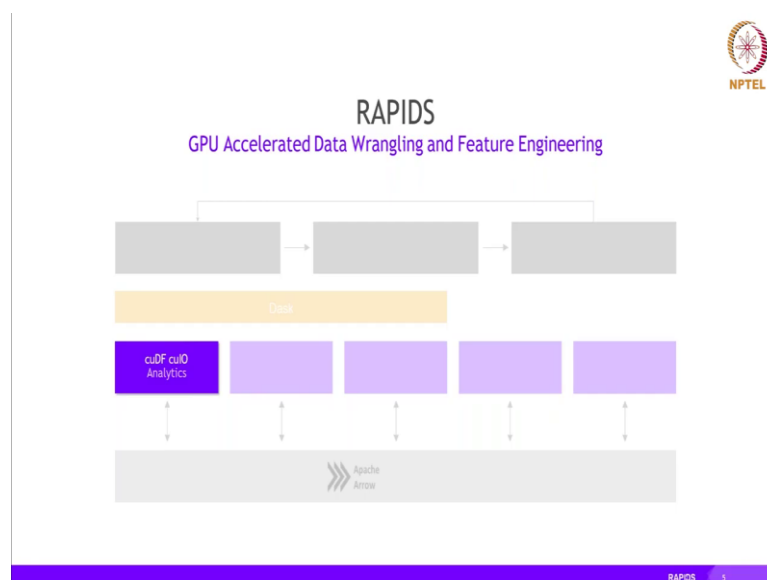 NPTEL
RAPIDS
GPU Accelerated Data Wrangling and Feature Engineering
Dask
cuDF cuIO
Analytics
Apache
Arrow
RAPIDS 5